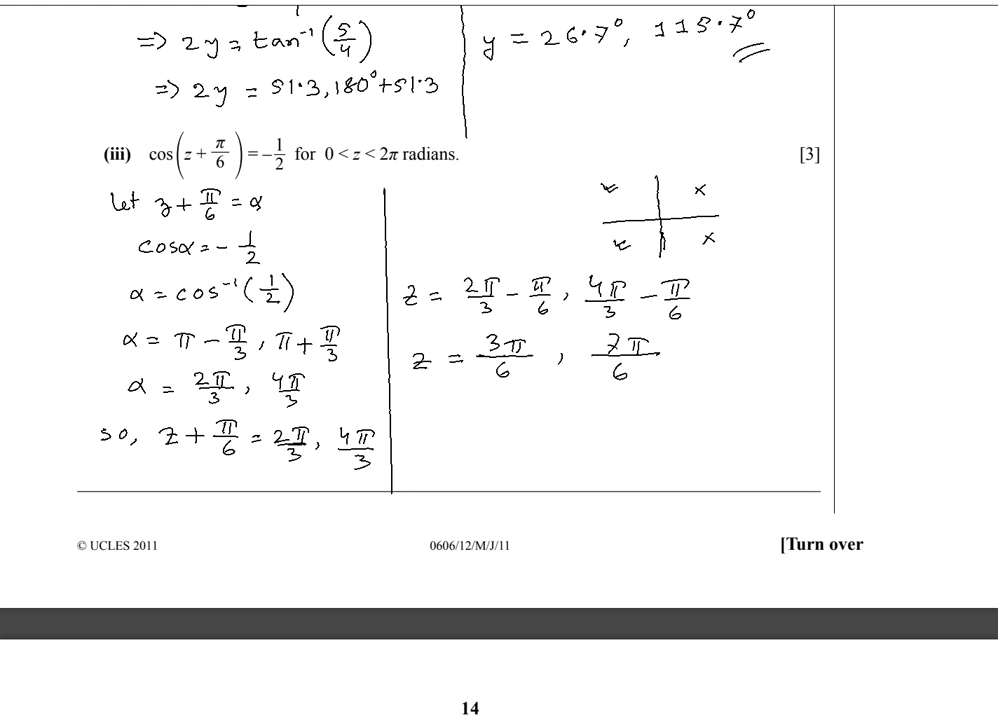 ⇒ 2y = tan⁻¹(5/4)
⇒ 2y = 51.3, 180°+51.3
y = 26.7°, 115.7°
(iii) cos(z + π/6) = –1/2 for 0 < z < 2π radians. [3]
let z + π/6 = α
cosα = - 1/2
α = cos⁻¹(1/2)
α = π - π/3, π + π/3
α = 2π/3, 4π/3
so, z + π/6 = 2π/3, 4π/3
z = 2π/3 - π/6, 4π/3 - π/6
z = 3π/6, 7π/6
© UCLES 2011
0606/12/M/J/11
[Turn over
14